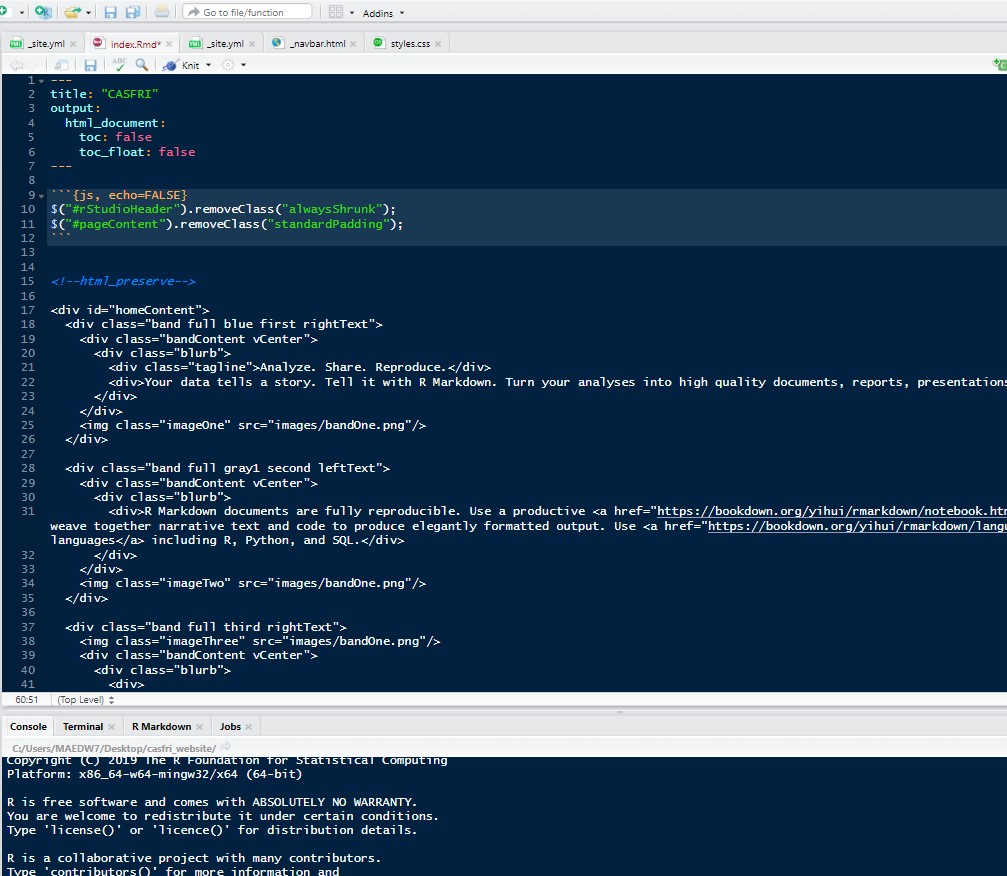 Go to file/function Addins
_site.yml index.Rmd* _site.yml _navbar.html styles.css
ABC Knit
1 ---
2 title: "CASFRI"
3 output:
4 html_document:
5 toc: false
6 toc_float: false
7 ---
8
9 ```{js, echo=FALSE}
10 $("#rStudioHeader").removeClass("alwaysShrunk");
11 $("#pageContent").removeClass("standardPadding");
12 ```
13
14
15 <!--html_preserve-->
16
17 <div id="homeContent">
18 <div class="band full blue first rightText">
19 <div class="bandContent vCenter">
20 <div class="blurb">
21 <div class="tagline">Analyze. Share. Reproduce.</div>
22 <div>Your data tells a story. Tell it with R Markdown. Turn your analyses into high quality documents, reports, presentations
23 </div>
24 </div>
25 <img class="imageOne" src="images/bandOne.png"/>
26 </div>
27
28 <div class="band full gray1 second leftText">
29 <div class="bandContent vCenter">
30 <div class="blurb">
31 <div>R Markdown documents are fully reproducible. Use a productive <a href="https://bookdown.org/yihui/rmarkdown/notebook.htm
weave together narrative text and code to produce elegantly formatted output. Use <a href="https://bookdown.org/yihui/rmarkdown/langu
languages</a> including R, Python, and SQL.</div>
32 </div>
33 </div>
34 <img class="imageTwo" src="images/bandOne.png"/>
35 </div>
36
37 <div class="band full third rightText">
38 <img class="imageThree" src="images/bandOne.png"/>
39 <div class="bandContent vCenter">
40 <div class="blurb">
41 <div>
60:51 (Top Level)
Console Terminal R Markdown Jobs
C:/Users/MAEDW7/Desktop/casfri_website/
Copyright (C) 2019 The R Foundation for Statistical Computing
Platform: x86_64-w64-mingw32/x64 (64-bit)
R is free software and comes with ABSOLUTELY NO WARRANTY.
You are welcome to redistribute it under certain conditions.
Type 'license()' or 'licence()' for distribution details.
R is a collaborative project with many contributors.
Type 'contributors()' for more information and